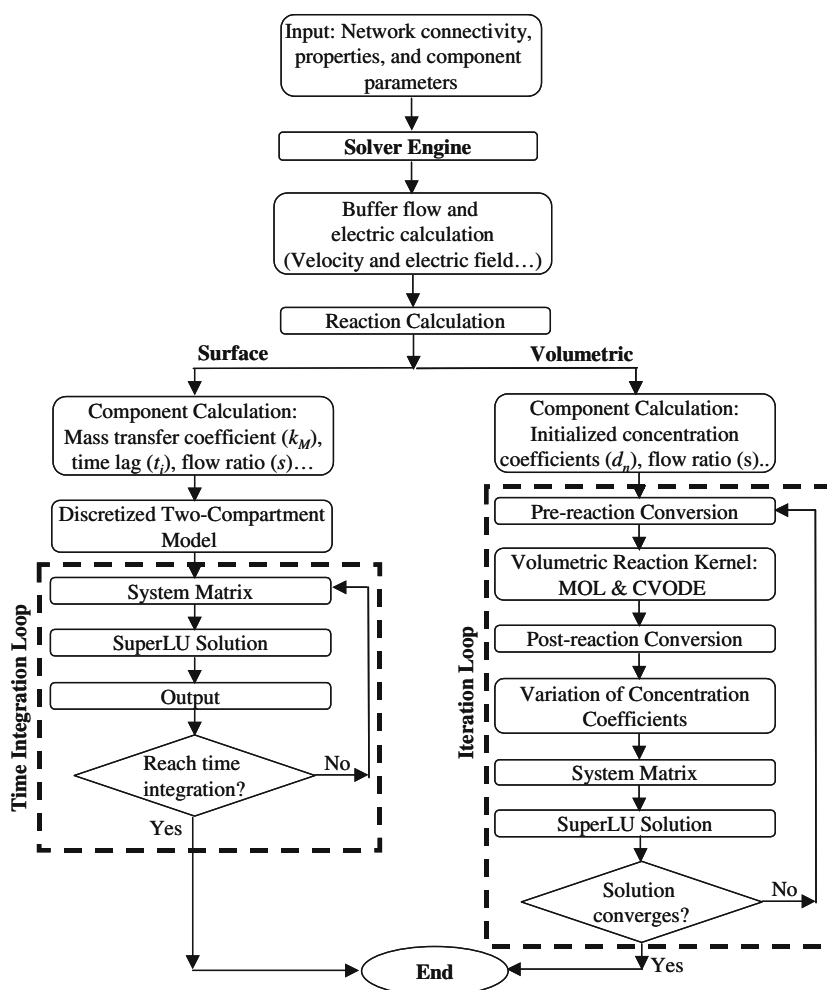 Input: Network connectivity,
properties, and component
parameters
Solver Engine
Buffer flow and
electric calculation
(Velocity and electric field…)
Reaction Calculation
Surface
Volumetric
Component Calculation:
Mass transfer coefficient (kM),
time lag (ti), flow ratio (s)…
Discretized Two-Compartment
Model
Time Integration Loop
System Matrix
SuperLU Solution
Output
Reach time
integration?
No
Yes
Component Calculation:
Initialized concentration
coefficients (dn), flow ratio (s)..
Iteration Loop
Pre-reaction Conversion
Volumetric Reaction Kernel:
MOL & CVODE
Post-reaction Conversion
Variation of Concentration
Coefficients
System Matrix
SuperLU Solution
Solution
converges?
No
Yes
End